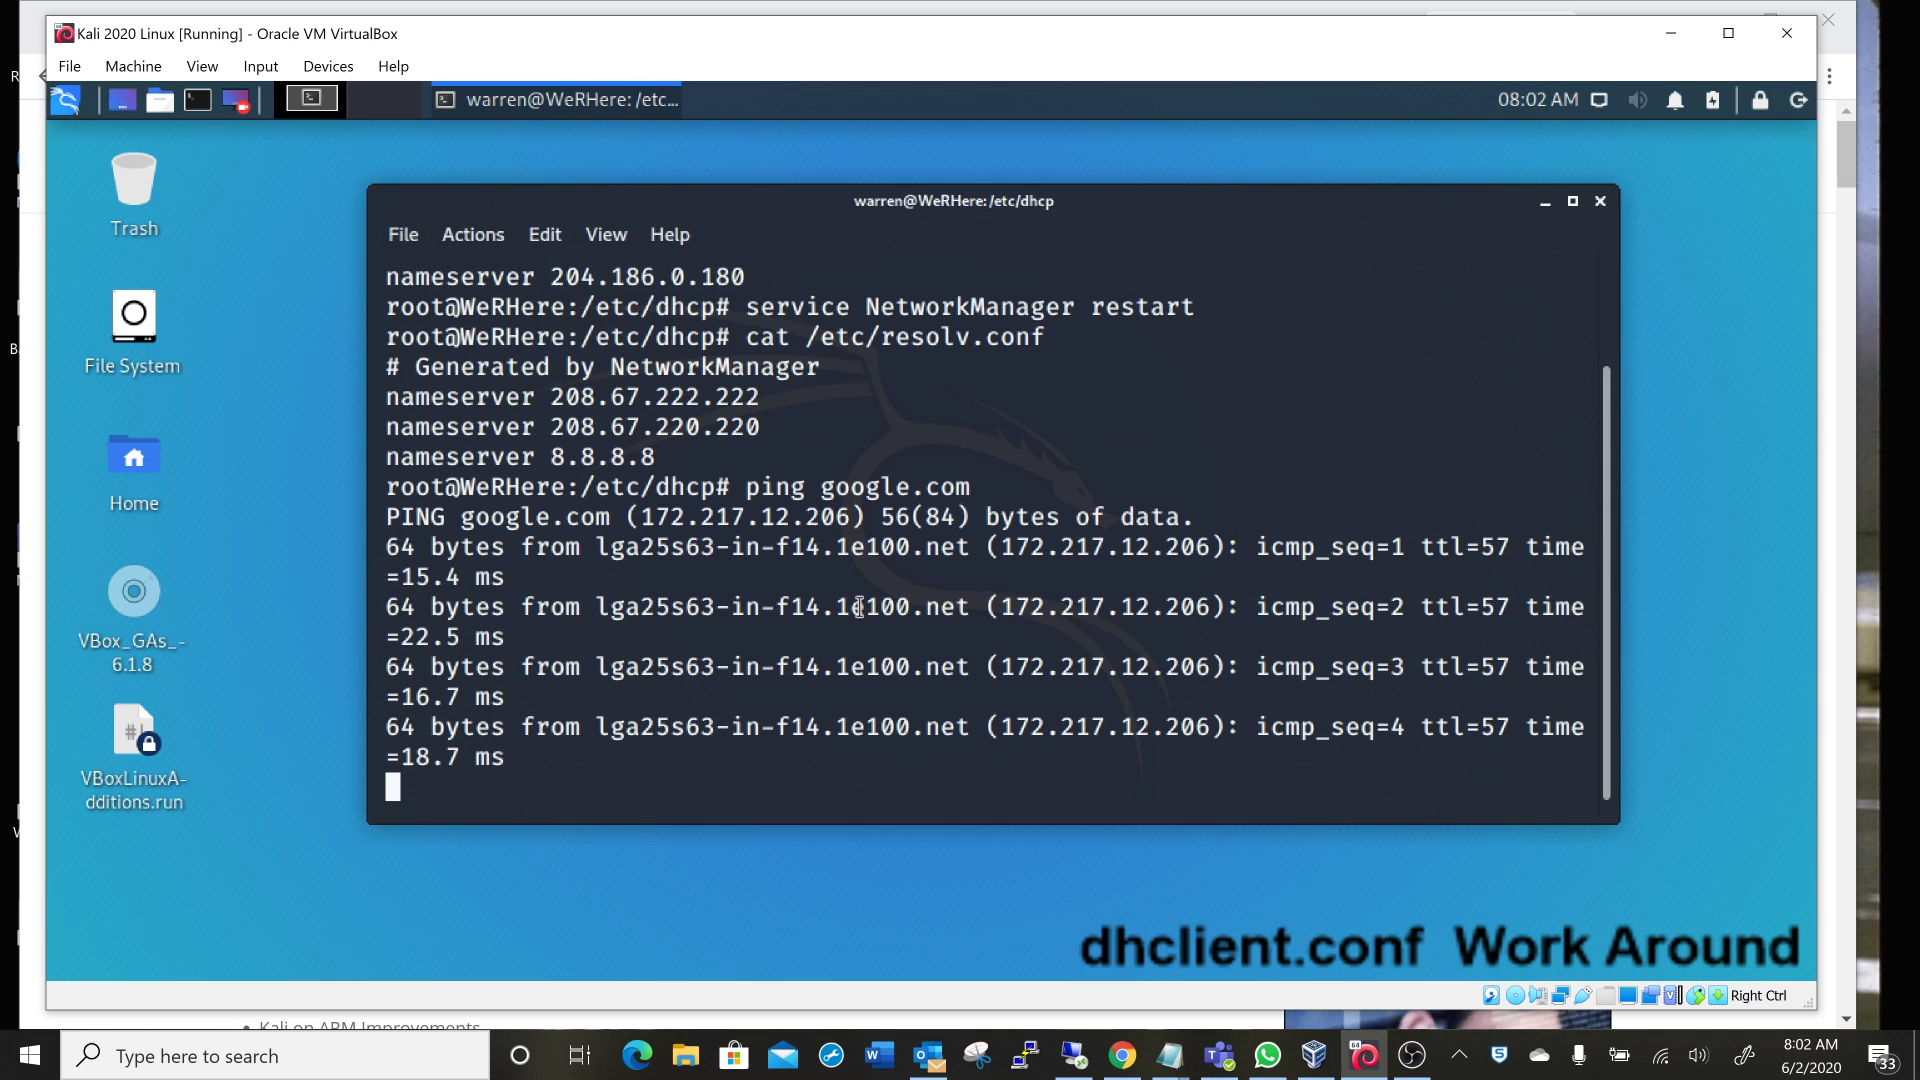 Kali 2020 Linux [Running] - Oracle VM VirtualBox
File Machine View Input Devices Help
warren@WeRHere: /etc...
08:02 AM
Trash
File System
Home
VBox_GAs_-
6.1.8
VBoxLinuxA-
dditions.run
warren@WeRHere:/etc/dhcp
File Actions Edit View Help
nameserver 204.186.0.180
root@WeRHere:/etc/dhcp# service NetworkManager restart
root@WeRHere:/etc/dhcp# cat /etc/resolv.conf
# Generated by NetworkManager
nameserver 208.67.222.222
nameserver 208.67.220.220
nameserver 8.8.8.8
root@WeRHere:/etc/dhcp# ping google.com
PING google.com (172.217.12.206) 56(84) bytes of data.
64 bytes from lga25s63-in-f14.1e100.net (172.217.12.206): icmp_seq=1 ttl=57 time
=15.4 ms
64 bytes from lga25s63-in-f14.1e100.net (172.217.12.206): icmp_seq=2 ttl=57 time
=22.5 ms
64 bytes from lga25s63-in-f14.1e100.net (172.217.12.206): icmp_seq=3 ttl=57 time
=16.7 ms
64 bytes from lga25s63-in-f14.1e100.net (172.217.12.206): icmp_seq=4 ttl=57 time
=18.7 ms
dhclient.conf Work Around
Right Ctrl
Kali on ARM Improvements
Type here to search
8:02 AM
6/2/2020
33